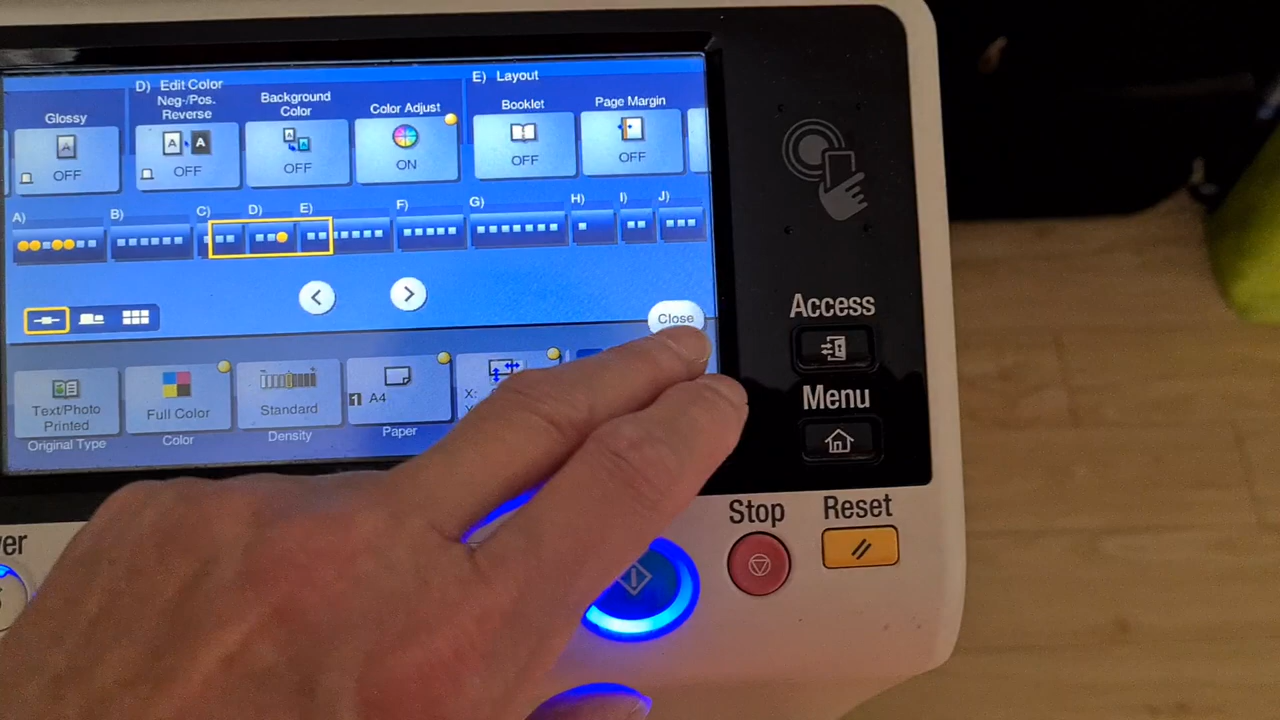 D) Edit Color
E) Layout
Glossy
Neg-/Pos.
Reverse
Background
Color
Color Adjust
Booklet
Page Margin
OFF
OFF
OFF
ON
OFF
OFF
A)
B)
C)
D)
E)
F)
G)
H)
I)
J)
Close
Text/Photo
Printed
Full Color
Standard
1 A4
X:
Original Type
Color
Density
Paper
Access
Menu
Stop
Reset